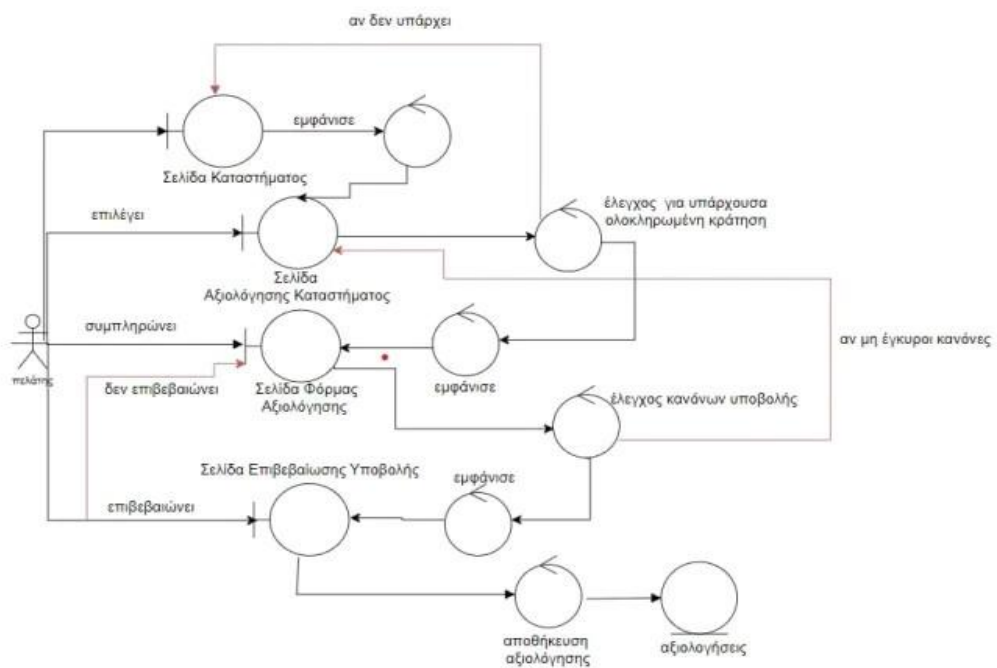 αν δεν υπάρχει
εμφάνισε
Σελίδα Καταστήματος
επιλέγει
έλεγχος για υπάρχουσα
ολοκληρωμένη κράτηση
Σελίδα
Αξιολόγησης Καταστήματος
συμπληρώνει
αν μη έγκυροι κανόνες
πελάτης
δεν επιβεβαιώνει
Σελίδα Φόρμας
Αξιολόγησης
εμφάνισε
έλεγχος κανόνων υποβολής
Σελίδα Επιβεβαίωσης Υποβολής
εμφάνισε
επιβεβαιώνει
αποθήκευση
αξιολόγησης
αξιολογήσεις